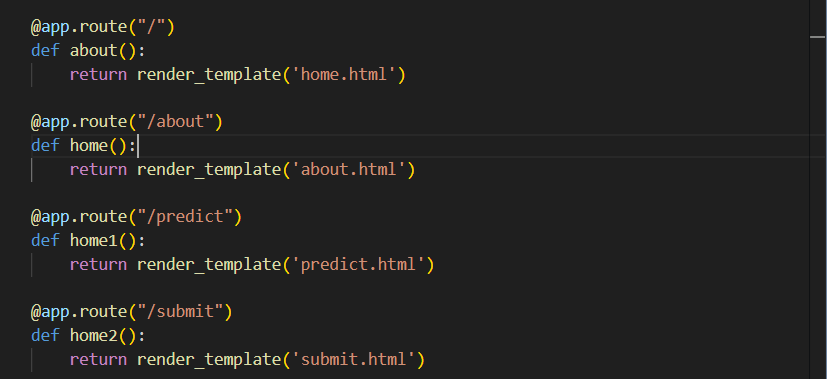 @app.route("/")
def about():
    return render_template('home.html')
@app.route("/about")
def home():
    return render_template('about.html')
@app.route("/predict")
def home1():
    return render_template('predict.html')
@app.route("/submit")
def home2():
    return render_template('submit.html')